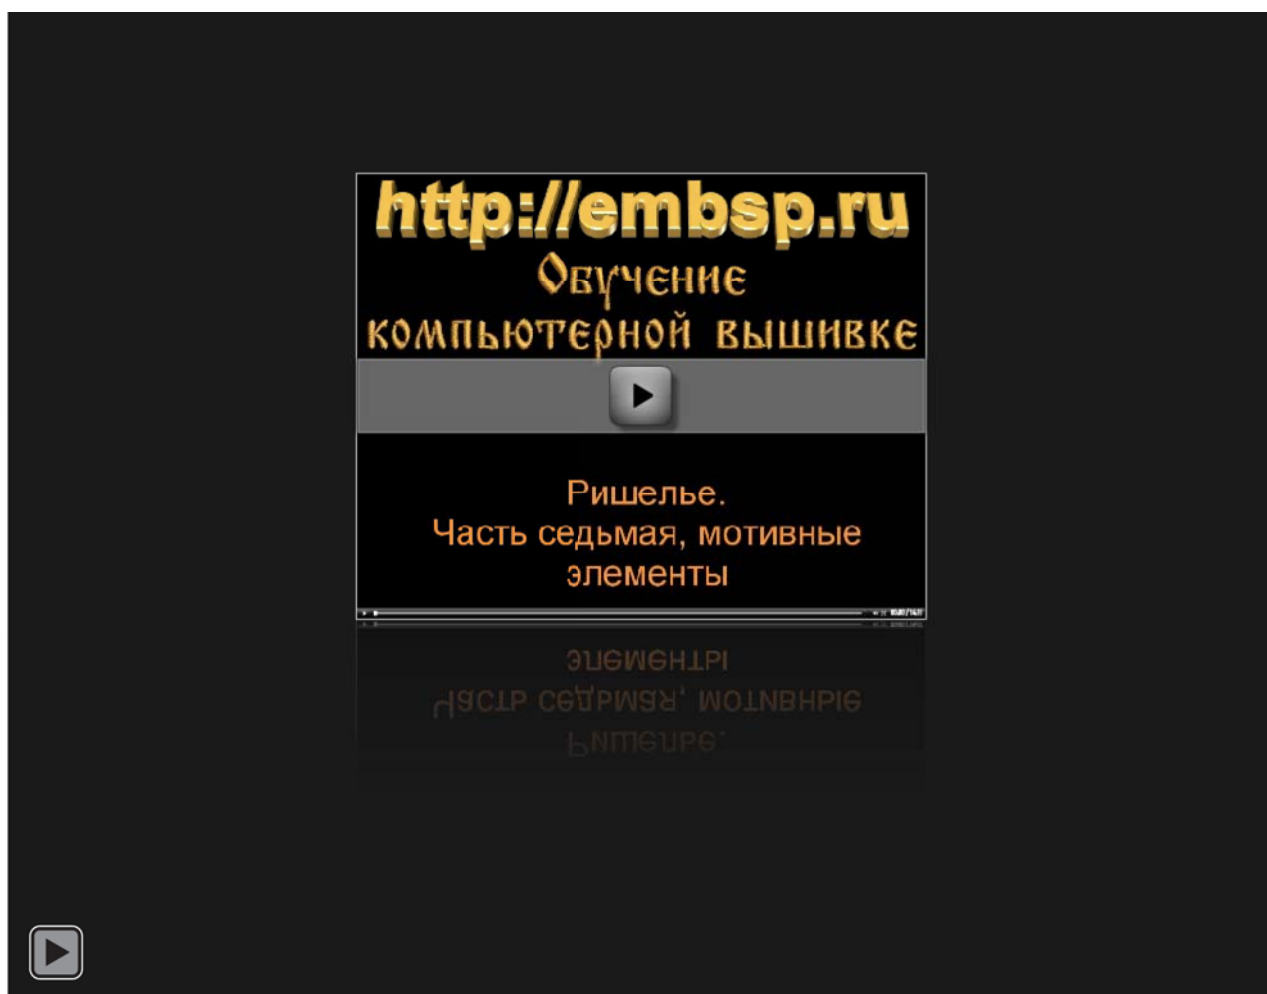 http://embsp.ru
Обучение
компьютерной вышивке
Ришелье.
Часть седьмая, мотивные
элементы